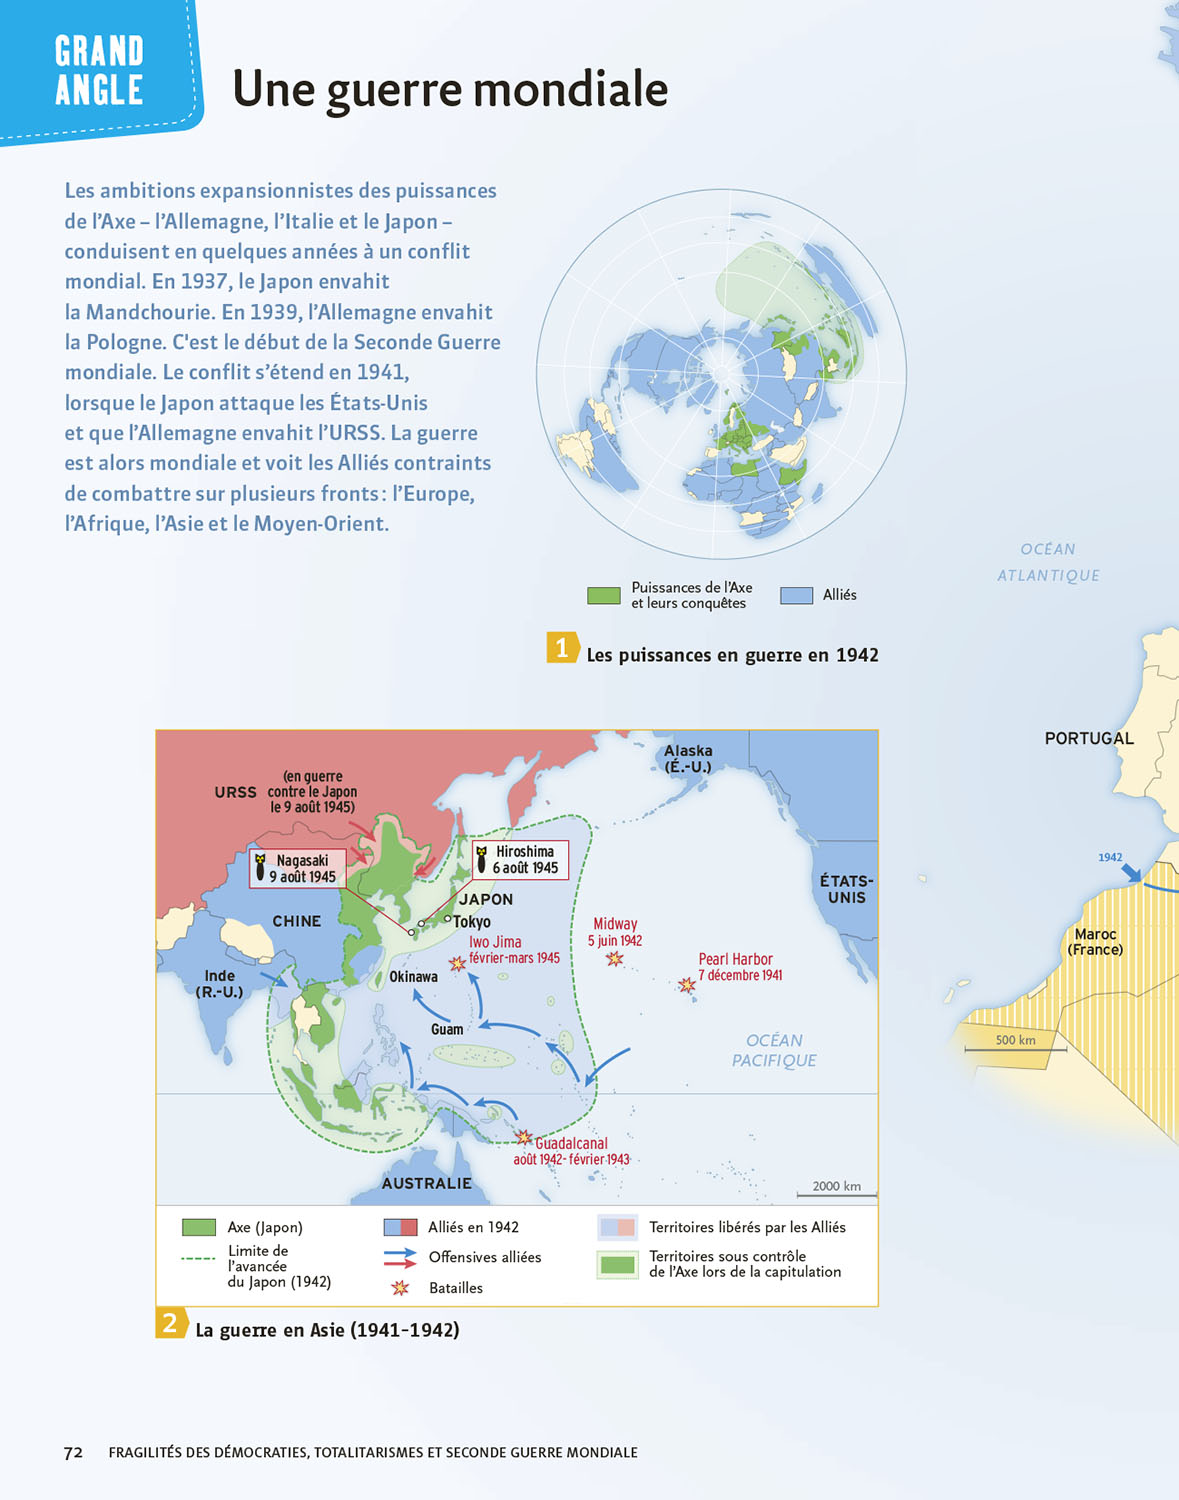 GRAND
ANGLE
Une guerre mondiale
Les ambitions expansionnistes des puissances
de l’Axe – l’Allemagne, l’Italie et le Japon –
conduisent en quelques années à un conflit
mondial. En 1937, le Japon envahit
la Mandchourie. En 1939, l’Allemagne envahit
la Pologne. C'est le début de la Seconde Guerre
mondiale. Le conflit s’étend en 1941,
lorsque le Japon attaque les États-Unis
et que l’Allemagne envahit l’URSS. La guerre
est alors mondiale et voit les Alliés contraints
de combattre sur plusieurs fronts : l’Europe,
l’Afrique, l’Asie et le Moyen-Orient.
Puissances de l’Axe
et leurs conquêtes
Alliés
1 Les puissances en guerre en 1942
OCÉAN
ATLANTIQUE
PORTUGAL
1942
Maroc
(France)
500 km
Alaska
(É.-U.)
URSS
(en guerre
contre le Japon
le 9 août 1945)
Nagasaki
9 août 1945
Hiroshima
6 août 1945
ÉTATS-
UNIS
CHINE
JAPON
Tokyo
Midway
5 juin 1942
Iwo Jima
février-mars 1945
Pearl Harbor
7 décembre 1941
Inde
(R.-U.)
Okinawa
Guam
OCÉAN
PACIFIQUE
Guadalcanal
août 1942- février 1943
AUSTRALIE
2000 km
Axe (Japon)
Limite de
l’avancée
du Japon (1942)
Alliés en 1942
Offensives alliées
Batailles
Territoires libérés par les Alliés
Territoires sous contrôle
de l’Axe lors de la capitulation
2 La guerre en Asie (1941-1942)
72 FRAGILITÉS DES DÉMOCRATIES, TOTALITARISMES ET SECONDE GUERRE MONDIALE